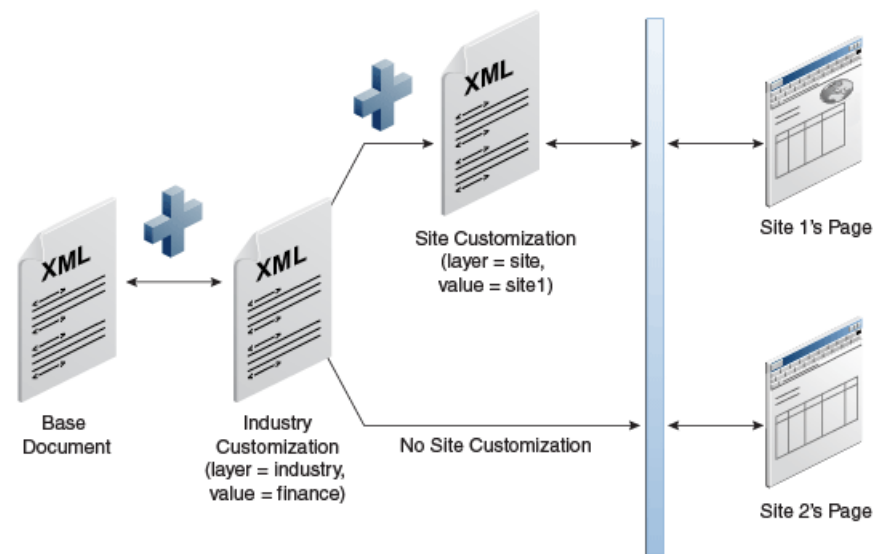 XML
Site Customization
(layer = site,
value = site1)
Site 1's Page
XML
Base
Document
XML
Industry
Customization
(layer = industry,
value = finance)
No Site Customization
Site 2's Page